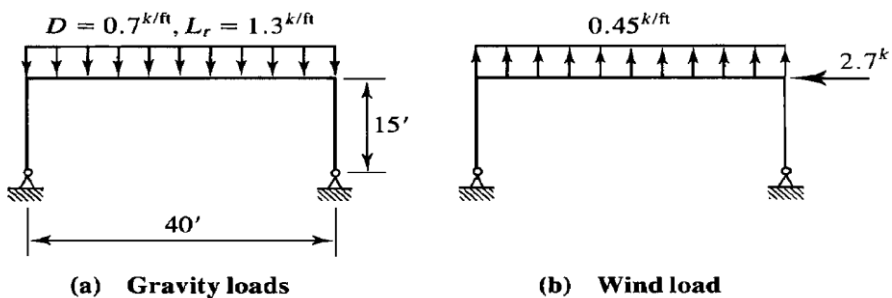 D = 0.7^{k/ft}, L_r = 1.3^{k/ft}
0.45^{k/ft}
2.7^k
15′
40′
(a) Gravity loads
(b) Wind load